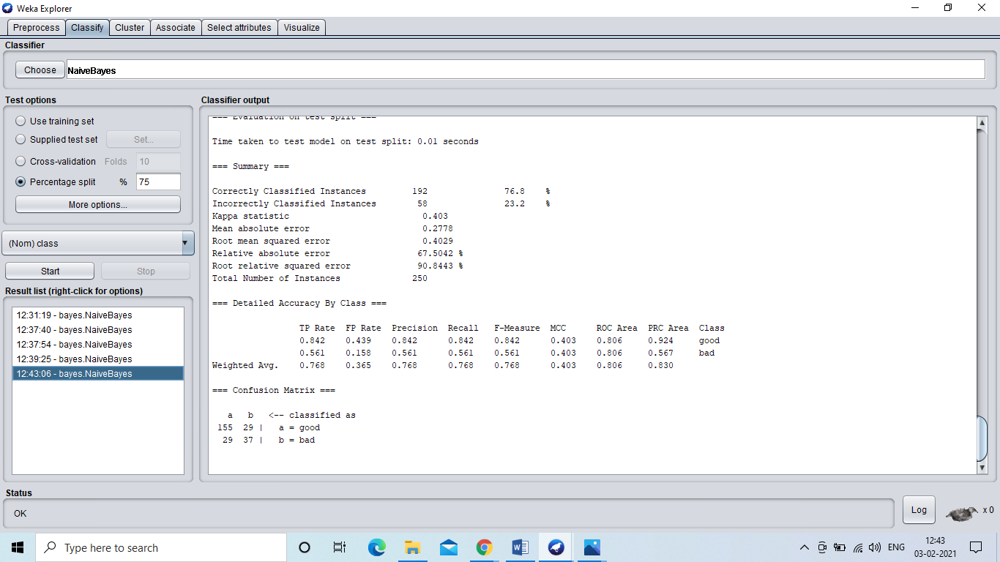 Weka Explorer
Preprocess Classify Cluster Associate Select attributes Visualize
Classifier
Choose NaiveBayes
Test options
Use training set
Supplied test set Set...
Cross-validation Folds 10
Percentage split % 75
More options...
(Nom) class
Start Stop
Result list (right-click for options)
12:31:19 - bayes.NaiveBayes
12:37:40 - bayes.NaiveBayes
12:37:54 - bayes.NaiveBayes
12:39:25 - bayes.NaiveBayes
12:43:06 - bayes.NaiveBayes
Classifier output
=== Evaluation on test split ===
Time taken to test model on test split: 0.01 seconds
=== Summary ===
Correctly Classified Instances 192 76.8 %
Incorrectly Classified Instances 58 23.2 %
Kappa statistic 0.403
Mean absolute error 0.2778
Root mean squared error 0.4029
Relative absolute error 67.5042 %
Root relative squared error 90.8443 %
Total Number of Instances 250
=== Detailed Accuracy By Class ===
TP Rate FP Rate Precision Recall F-Measure MCC ROC Area PRC Area Class
0.842 0.439 0.842 0.842 0.842 0.403 0.806 0.924 good
0.561 0.158 0.561 0.561 0.561 0.403 0.806 0.567 bad
Weighted Avg. 0.768 0.365 0.768 0.768 0.768 0.403 0.806 0.830
=== Confusion Matrix ===
a b <-- classified as
155 29 | a = good
29 37 | b = bad
Status
OK
Log x 0
Type here to search
ENG
12:43
03-02-2021